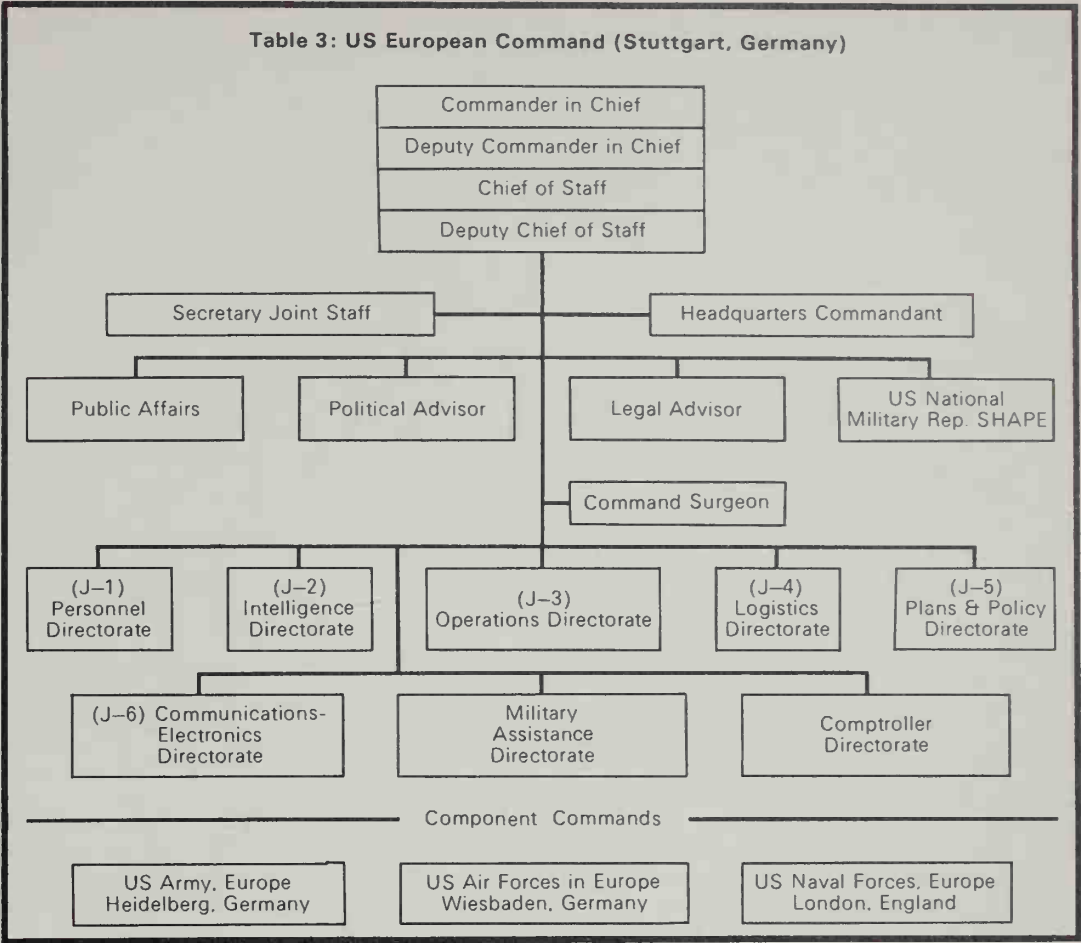 Table 3: US European Command (Stuttgart, Germany)
Commander in Chief
Deputy Commander in Chief
Chief of Staff
Deputy Chief of Staff
Secretary Joint Staff
Headquarters Commandant
Public Affairs
Political Advisor
Legal Advisor
US National
Military Rep. SHAPE
Command Surgeon
(J–1)
Personnel
Directorate
(J–2)
Intelligence
Directorate
(J–3)
Operations Directorate
(J–4)
Logistics
Directorate
(J–5)
Plans & Policy
Directorate
(J–6) Communications-
Electronics
Directorate
Military
Assistance
Directorate
Comptroller
Directorate
Component Commands
US Army, Europe
Heidelberg, Germany
US Air Forces in Europe
Wiesbaden, Germany
US Naval Forces, Europe
London, England